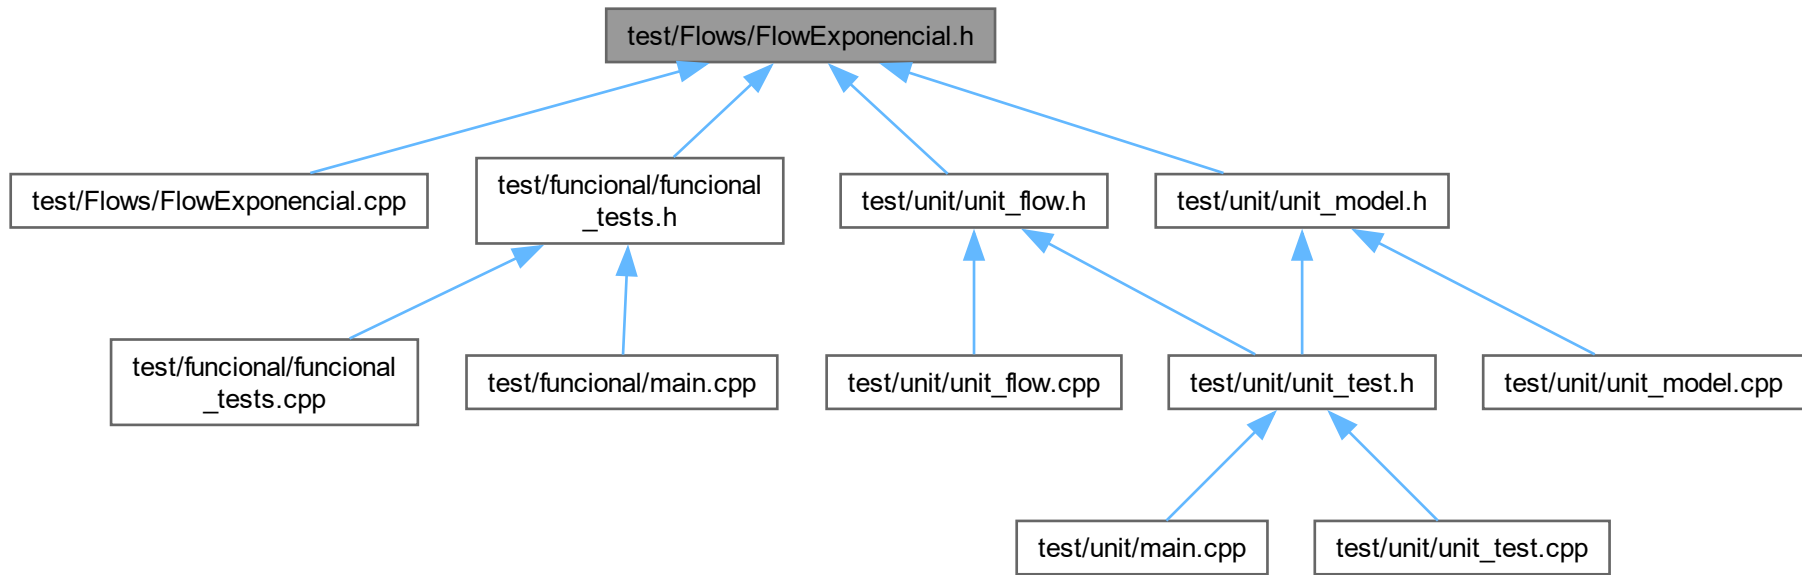 test/Flows/FlowExponencial.h
test/Flows/FlowExponencial.cpp
test/funcional/funcional
_tests.h
test/unit/unit_flow.h
test/unit/unit_model.h
test/funcional/funcional
_tests.cpp
test/funcional/main.cpp
test/unit/unit_flow.cpp
test/unit/unit_test.h
test/unit/unit_model.cpp
test/unit/main.cpp
test/unit/unit_test.cpp